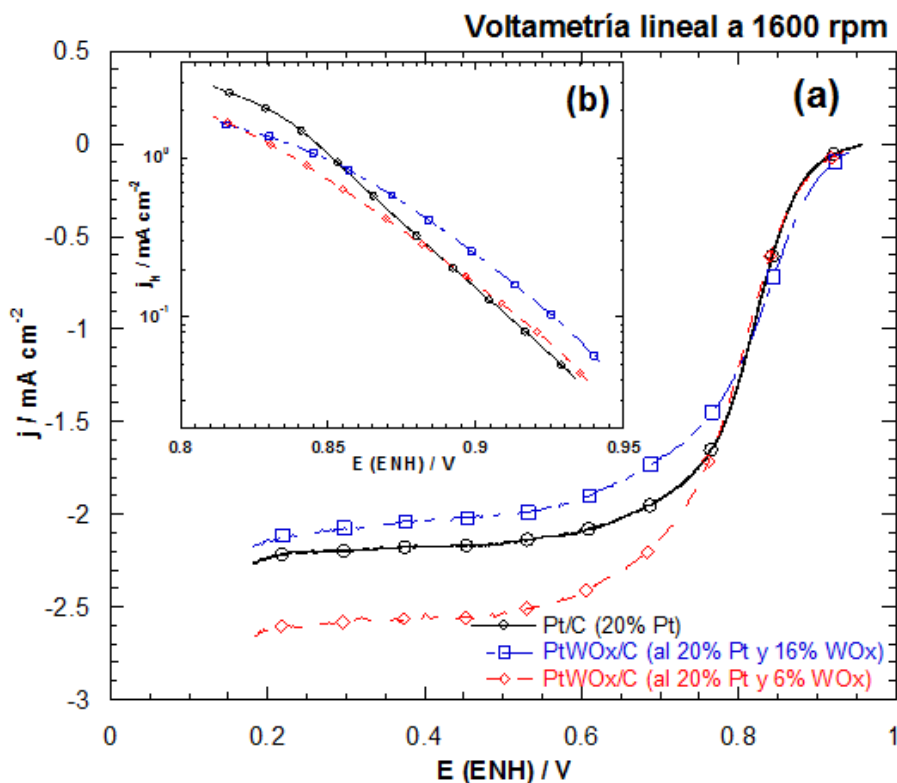 Voltametría lineal a 1600 rpm
0.5
0
-0.5
-1
-1.5
-2
-2.5
-3
j / mA cm-2
(a)
(b)
10⁰
10⁻¹
jₖ / mA cm-2
0.8 0.85 0.9 0.95
E (ENH) / V
Pt/C (20% Pt)
PtWOx/C (al 20% Pt y 16% WOx)
PtWOx/C (al 20% Pt y 6% WOx)
0 0.2 0.4 0.6 0.8 1
E (ENH) / V